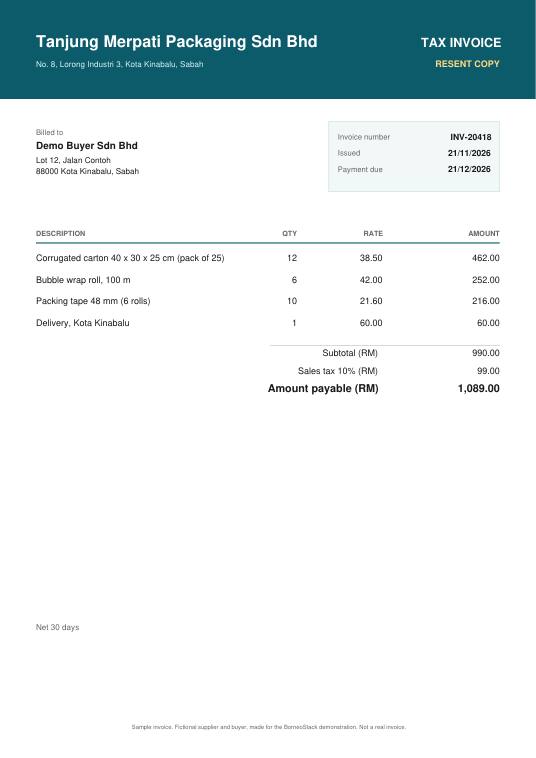 Tanjung Merpati Packaging Sdn Bhd
TAX INVOICE
No. 8, Lorong Industri 3, Kota Kinabalu, Sabah
RESENT COPY
Billed to
Demo Buyer Sdn Bhd
Lot 12, Jalan Contoh
88000 Kota Kinabalu, Sabah
Invoice number INV-20418
Issued 21/11/2026
Payment due 21/12/2026
DESCRIPTION QTY RATE AMOUNT
Corrugated carton 40 x 30 x 25 cm (pack of 25) 12 38.50 462.00
Bubble wrap roll, 100 m 6 42.00 252.00
Packing tape 48 mm (6 rolls) 10 21.60 216.00
Delivery, Kota Kinabalu 1 60.00 60.00
Subtotal (RM) 990.00
Sales tax 10% (RM) 99.00
Amount payable (RM) 1,089.00
Net 30 days
Sample invoice. Fictional supplier and buyer, made for the BorneoStack demonstration. Not a real invoice.